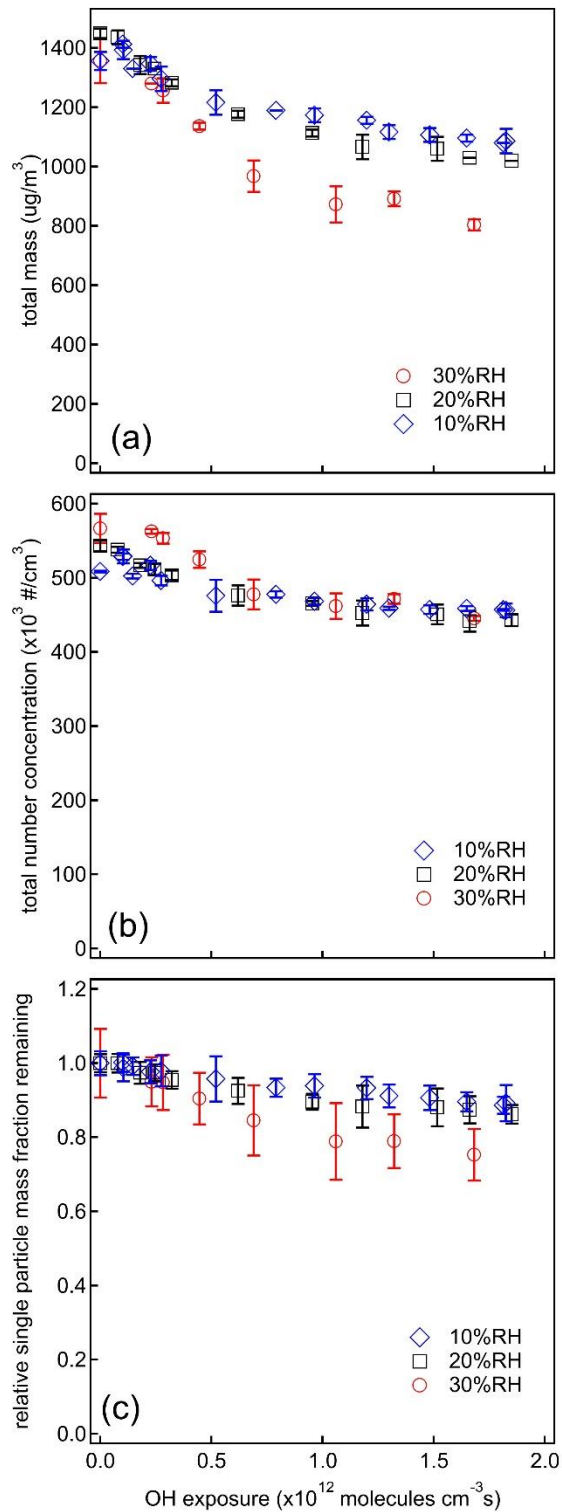 1400
1200
1000
800
600
400
200
0
total mass (ug/m³)
30%RH
20%RH
10%RH
(a)
600
500
400
300
200
100
0
total number concentration (x10³ #/cm³)
10%RH
20%RH
30%RH
(b)
1.2
1.0
0.8
0.6
0.4
0.2
0.0
relative single particle mass fraction remaining
10%RH
20%RH
30%RH
(c)
0.0 0.5 1.0 1.5 2.0
OH exposure (x10¹² molecules cm⁻³s)